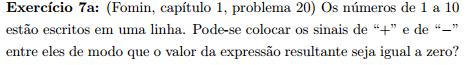 Exercício 7a: (Fomin, capítulo 1, problema 20) Os números de 1 a 10
estão escritos em uma linha. Pode-se colocar os sinais de “+” e de “−”
entre eles de modo que o valor da expressão resultante seja igual a zero?